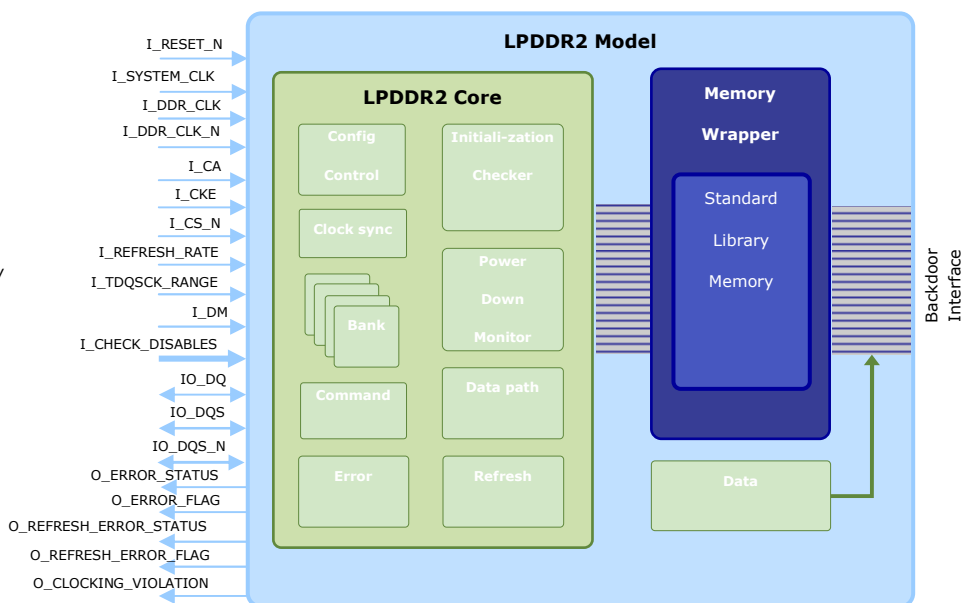 LPDDR2 Model
I_RESET_N
I_SYSTEM_CLK
I_DDR_CLK
I_DDR_CLK_N
I_CA
I_CKE
I_CS_N
I_REFRESH_RATE
I_TDQSCK_RANGE
/
I_DM
I_CHECK_DISABLES
IO_DQ
IO_DQS
IO_DQS_N
O_ERROR_STATUS
O_ERROR_FLAG
O_REFRESH_ERROR_STATUS
O_REFRESH_ERROR_FLAG
O_CLOCKING_VIOLATION
LPDDR2 Core
Config
Control
Initiali-zation
Checker
Clock sync
Power
Down
Monitor
Bank
Command
Data path
Error
Refresh
Memory
Wrapper
Standard
Library
Memory
Data
Backdoor
Interface